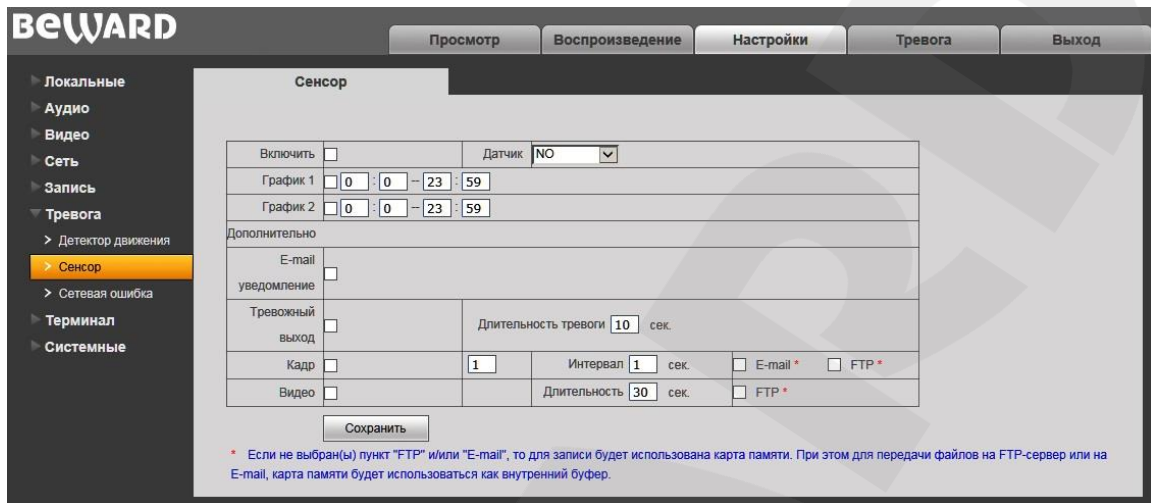 BEWARD
Просмотр Воспроизведение Настройки Тревога Выход
Локальные
Аудио
Видео
Сеть
Запись
Тревога
> Детектор движения
> Сенсор
> Сетевая ошибка
Терминал
Системные
Сенсор
Включить Датчик NO
График 1 0 : 0 -- 23 : 59
График 2 0 : 0 -- 23 : 59
Дополнительно
E-mail
уведомление
Тревожный
выход
Длительность тревоги 10 сек.
Кадр 1 Интервал 1 сек. E-mail * FTP *
Видео Длительность 30 сек. FTP *
Сохранить
* Если не выбран(ы) пункт "FTP" и/или "E-mail", то для записи будет использована карта памяти. При этом для передачи файлов на FTP-сервер или на
E-mail, карта памяти будет использоваться как внутренний буфер.